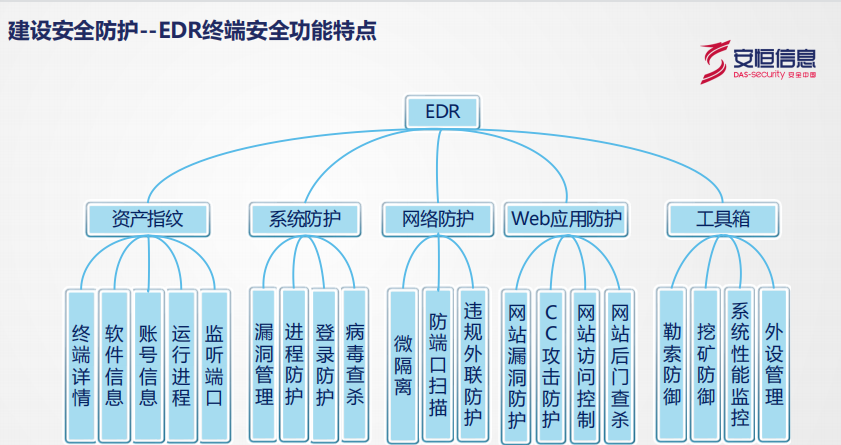 建设安全防护--EDR终端安全功能特点
安恒信息
DAS-security 安全中国
EDR
资产指纹
系统防护
网络防护
Web应用防护
工具箱
终端详情
软件信息
账号信息
运行进程
监听端口
漏洞管理
进程防护
登录防护
病毒查杀
微隔离
防端口扫描
违规外联防护
网站漏洞防护
CC攻击防护
网站访问控制
网站后门查杀
勒索防御
挖矿防御
系统性能监控
外设管理